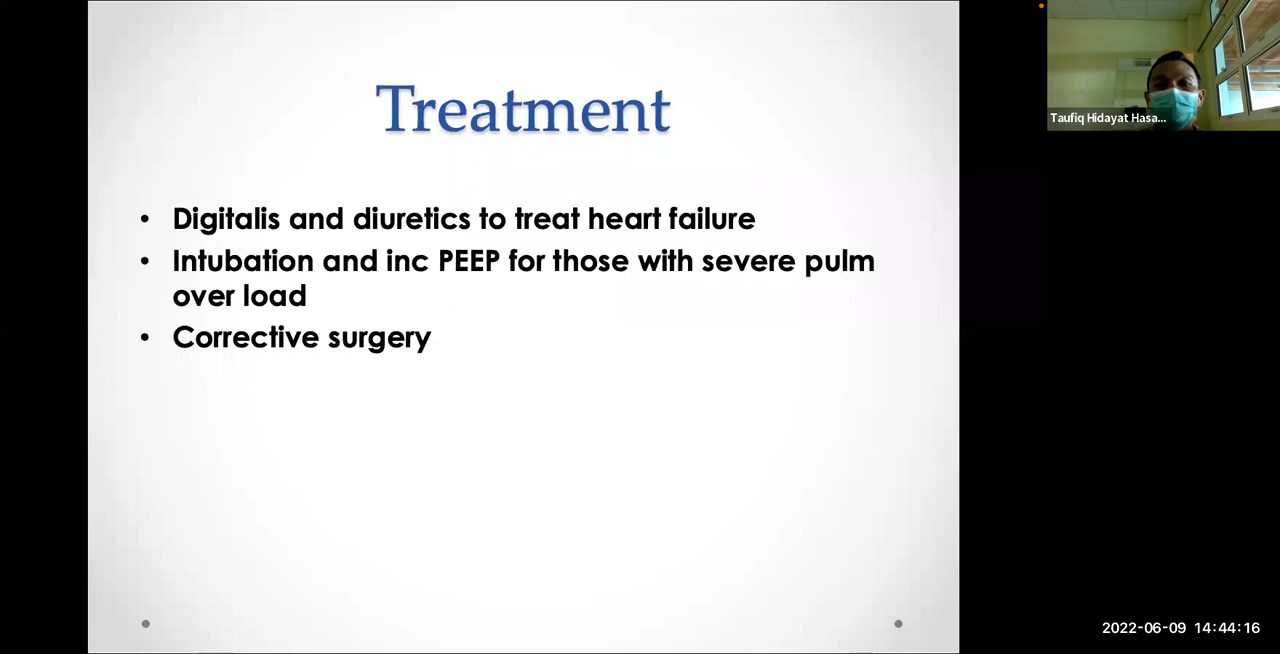 Treatment
• Digitalis and diuretics to treat heart failure
• Intubation and inc PEEP for those with severe pulm
over load
• Corrective surgery
Taufiq Hidayat Hasa...
2022-06-09 14:44:16